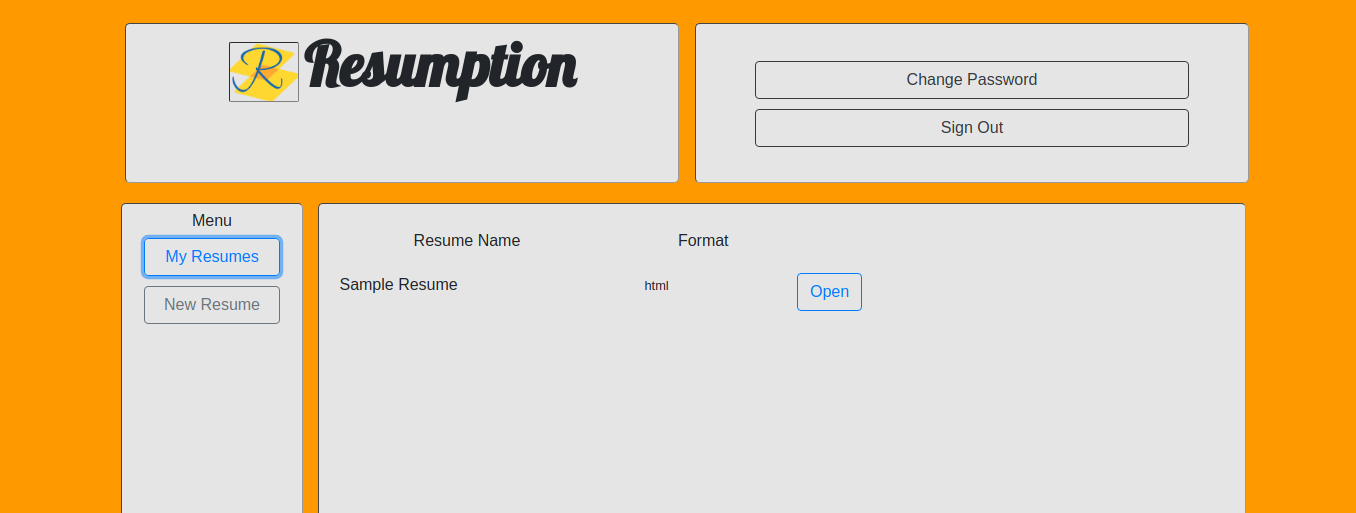 R Resumption
Change Password
Sign Out
Menu
My Resumes
New Resume
Resume Name Format
Sample Resume html Open